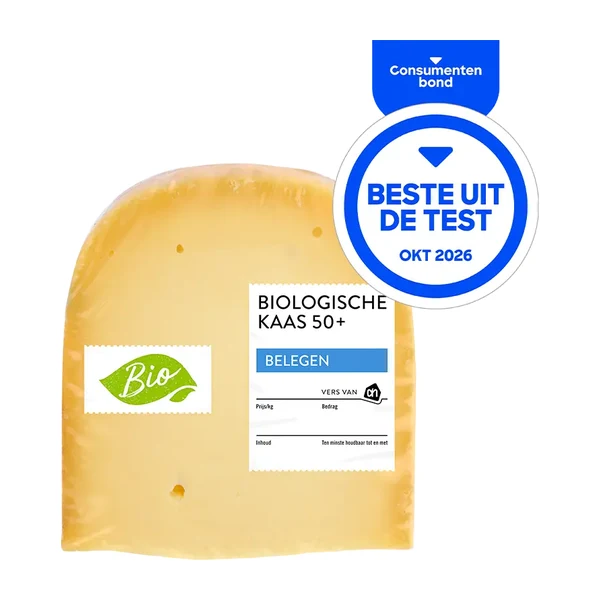 Consumenten
bond
BESTE UIT
DE TEST
OKT 2026
BIOLOGISCHE
KAAS 50+
BELEGEN
Bio
VERS VAN ah
Prijs/kg Bedrag
Inhoud Ten minste houdbaar tot en met